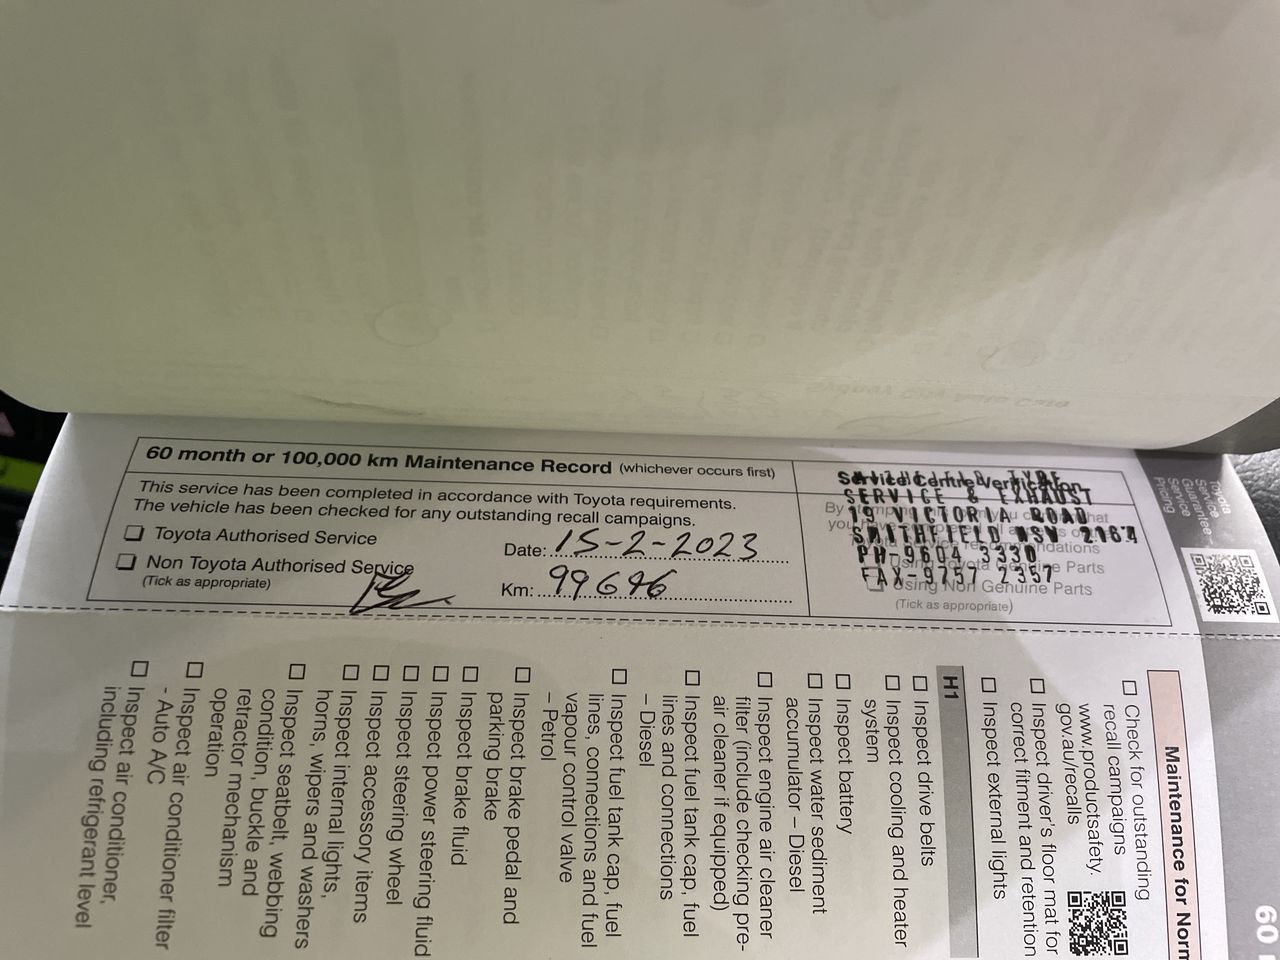 60 month or 100,000 km Maintenance Record (whichever occurs first)
This service has been completed in accordance with Toyota requirements.
The vehicle has been checked for any outstanding recall campaigns.
Toyota Authorised Service
Non Toyota Authorised Service
(Tick as appropriate)
Date: 15-2-2023
Km: 99646
Service Centre Verification
SMITHFIELD TYRE
SERVICE & EXHAUST
19 VICTORIA ROAD
SMITHFIELD NSW 2164
PH-9604 3330
FAX-9757 2357
Using Toyota Genuine Parts
Using Non Genuine Parts
(Tick as appropriate)
Toyota
Service
Guarantee
Pricing
60
Maintenance for Norm
Check for outstanding
recall campaigns
www.productsafety.
gov.au/recalls
Inspect driver's floor mat for
correct fitment and retention
Inspect external lights
H1
Inspect drive belts
Inspect cooling and heater
system
Inspect battery
Inspect water sediment
accumulator – Diesel
Inspect engine air cleaner
filter (include checking pre-
air cleaner if equipped)
Inspect fuel tank cap, fuel
lines and connections
– Diesel
Inspect fuel tank cap, fuel
lines, connections and fuel
vapour control valve
– Petrol
Inspect brake pedal and
parking brake
Inspect brake fluid
Inspect power steering fluid
Inspect steering wheel
Inspect accessory items
Inspect internal lights,
horns, wipers and washers
Inspect seatbelt, webbing
condition, buckle and
retractor mechanism
operation
Inspect air conditioner filter
- Auto A/C
Inspect air conditioner,
including refrigerant level